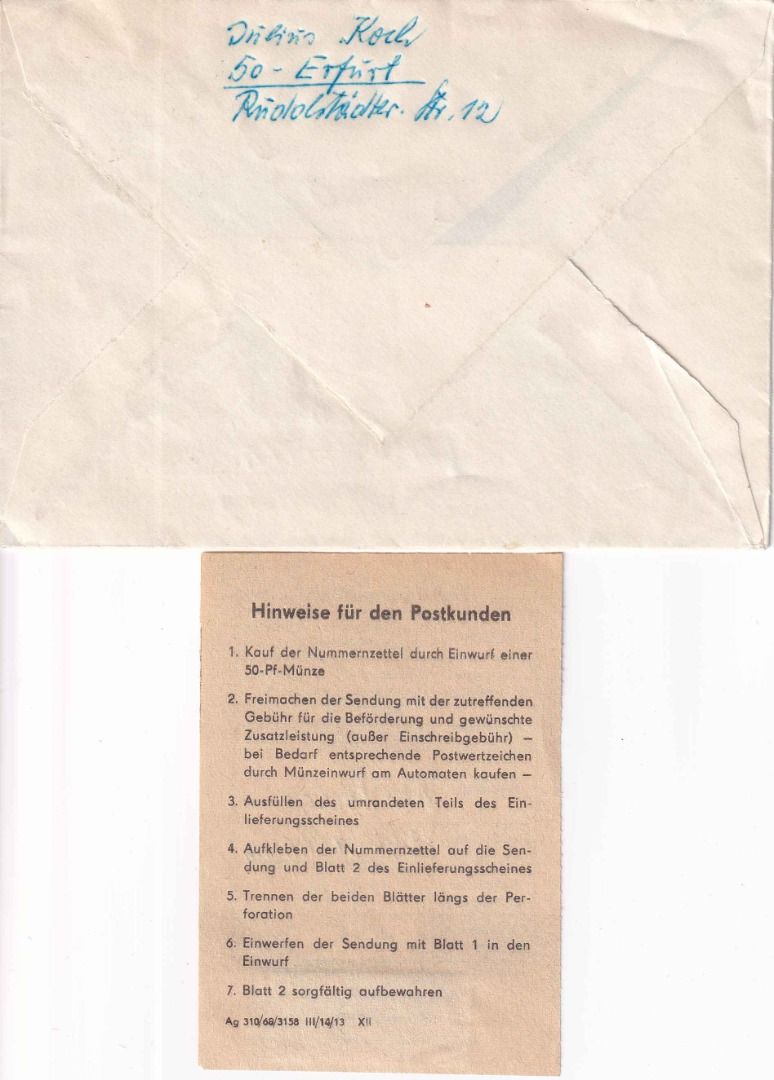 Julius Koch
50 - Erfurt
Rudolstädter. Str. 12
Hinweise für den Postkunden
1. Kauf der Nummernzettel durch Einwurf einer
50-Pf-Münze
2. Freimachen der Sendung mit der zutreffenden
Gebühr für die Beförderung und gewünschte
Zusatzleistung (außer Einschreibgebühr) –
bei Bedarf entsprechende Postwertzeichen
durch Münzeinwurf am Automaten kaufen –
3. Ausfüllen des umrandeten Teils des Ein-
lieferungsscheines
4. Aufkleben der Nummernzettel auf die Sen-
dung und Blatt 2 des Einlieferungsscheines
5. Trennen der beiden Blätter längs der Per-
foration
6. Einwerfen der Sendung mit Blatt 1 in den
Einwurf
7. Blatt 2 sorgfältig aufbewahren
Ag 310/68/3158 III/14/13 XII